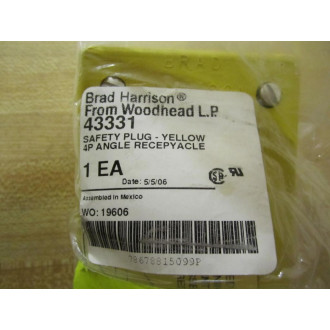 Brad Harrison®
From Woodhead L.P.
43331
SAFETY PLUG - YELLOW
4P ANGLE RECEPYACLE
1 EA
Date: 5/5/06
Assembled in Mexico
WO: 19606
78678815099P